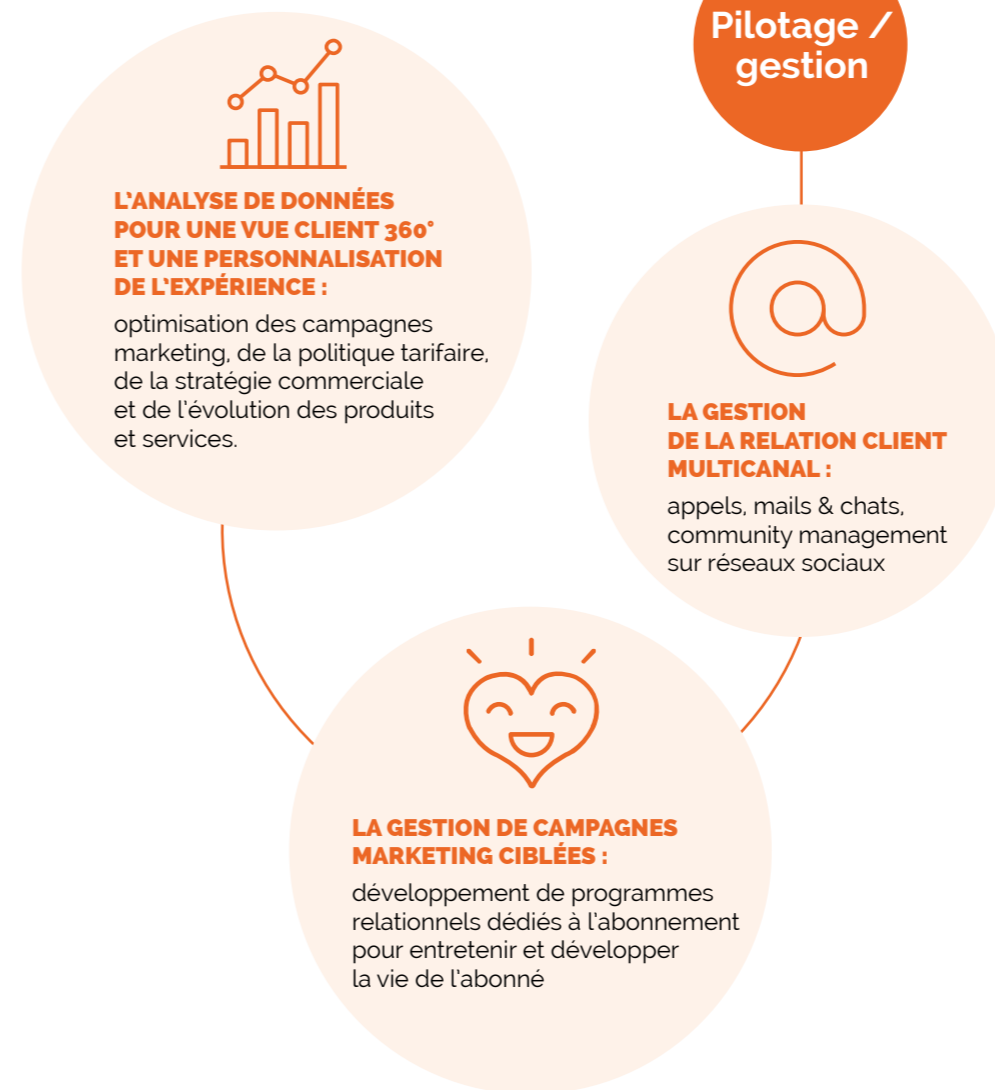 Pilotage /
gestion
L'ANALYSE DE DONNÉES
POUR UNE VUE CLIENT 360°
ET UNE PERSONNALISATION
DE L'EXPÉRIENCE :
optimisation des campagnes
marketing, de la politique tarifaire,
de la stratégie commerciale
et de l'évolution des produits
et services.
LA GESTION
DE LA RELATION CLIENT
MULTICANAL :
appels, mails & chats,
community management
sur réseaux sociaux
LA GESTION DE CAMPAGNES
MARKETING CIBLÉES :
développement de programmes
relationnels dédiés à l'abonnement
pour entretenir et développer
la vie de l'abonné